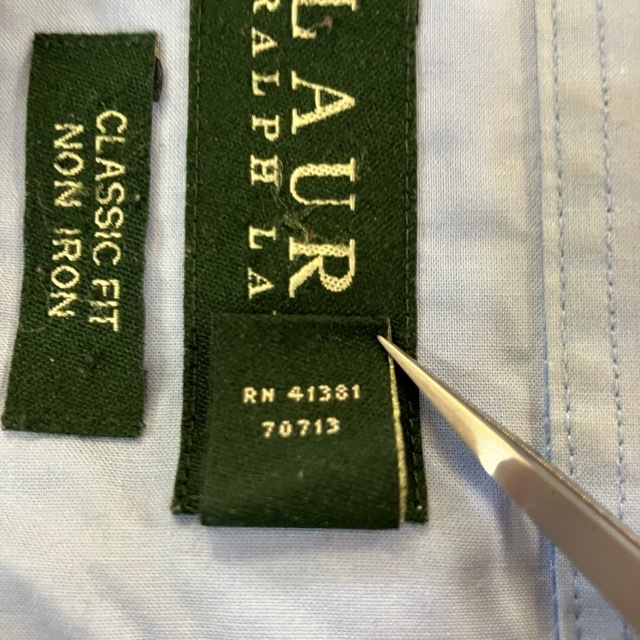 CLASSIC FIT
NON IRON
LAUR
RALPH LA
RN 41381
70713